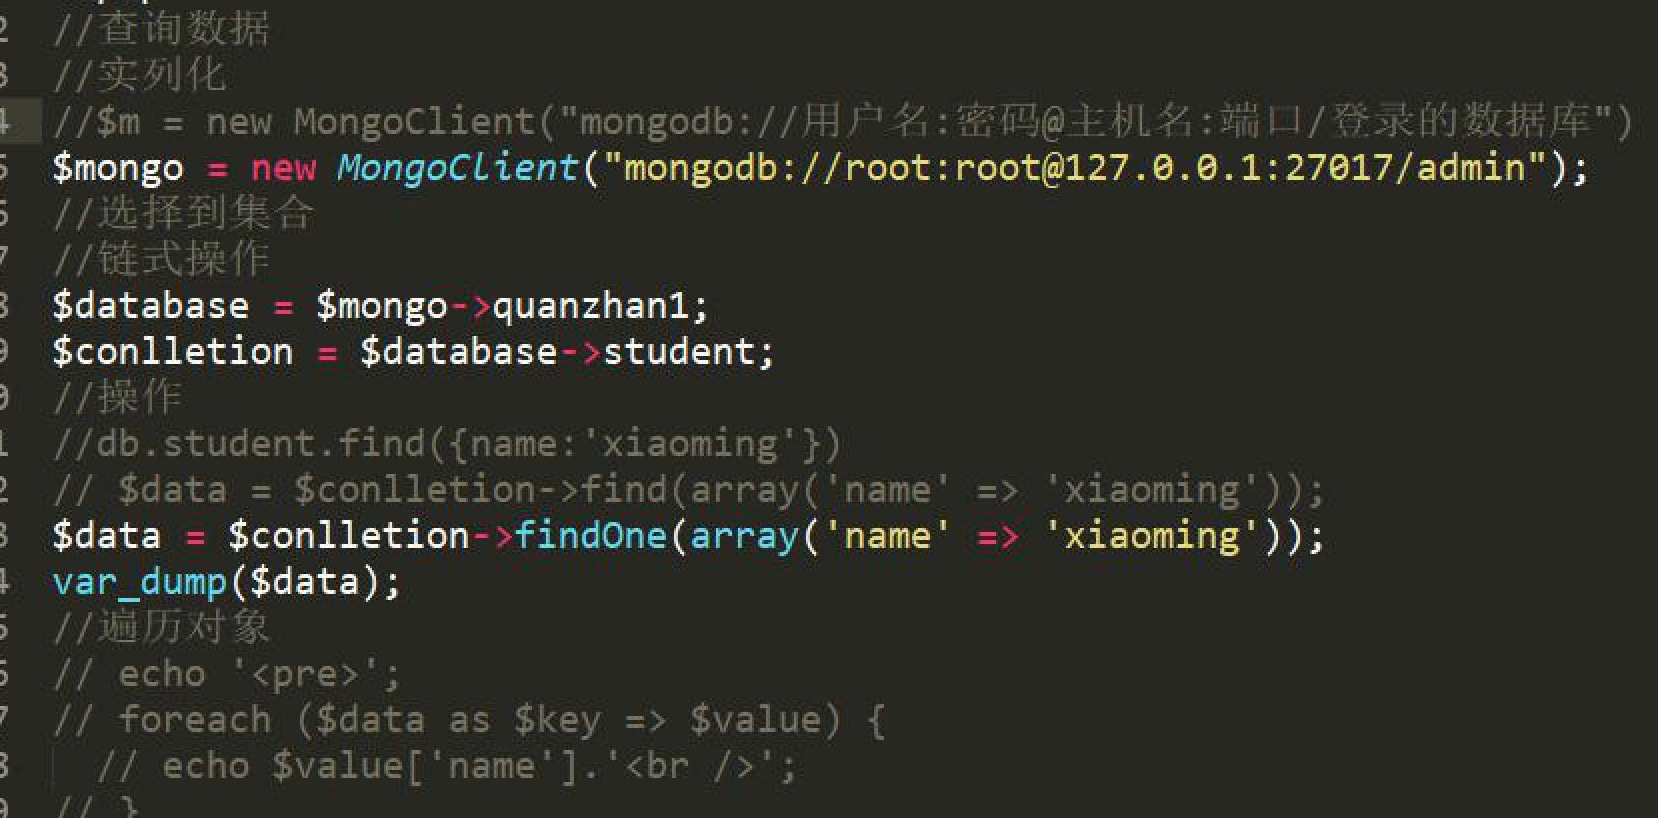 2 //查询数据
3 //实列化
4 //$m = new MongoClient("mongodb://用户名:密码@主机名:端口/登录的数据库")
5 $mongo = new MongoClient("mongodb://root:root@127.0.0.1:27017/admin");
6 //选择到集合
7 //链式操作
8 $database = $mongo->quanzhan1;
9 $conlletion = $database->student;
0 //操作
1 //db.student.find({name:'xiaoming'})
2 // $data = $conlletion->find(array('name' => 'xiaoming'));
3 $data = $conlletion->findOne(array('name' => 'xiaoming'));
4 var_dump($data);
5 //遍历对象
6 // echo '<pre>';
7 // foreach ($data as $key => $value) {
8 // echo $value['name'].'<br />';
9 // }